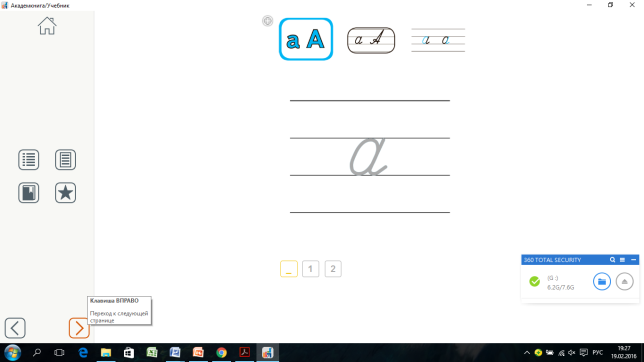 Академкнига/Учебник
а А
а А
а а
а
_ 1 2
360 TOTAL SECURITY
(G:)
6.2G/7.6G
Клавиша ВПРАВО
Переход к следующей
странице
РУС
19:27
19.02.2016